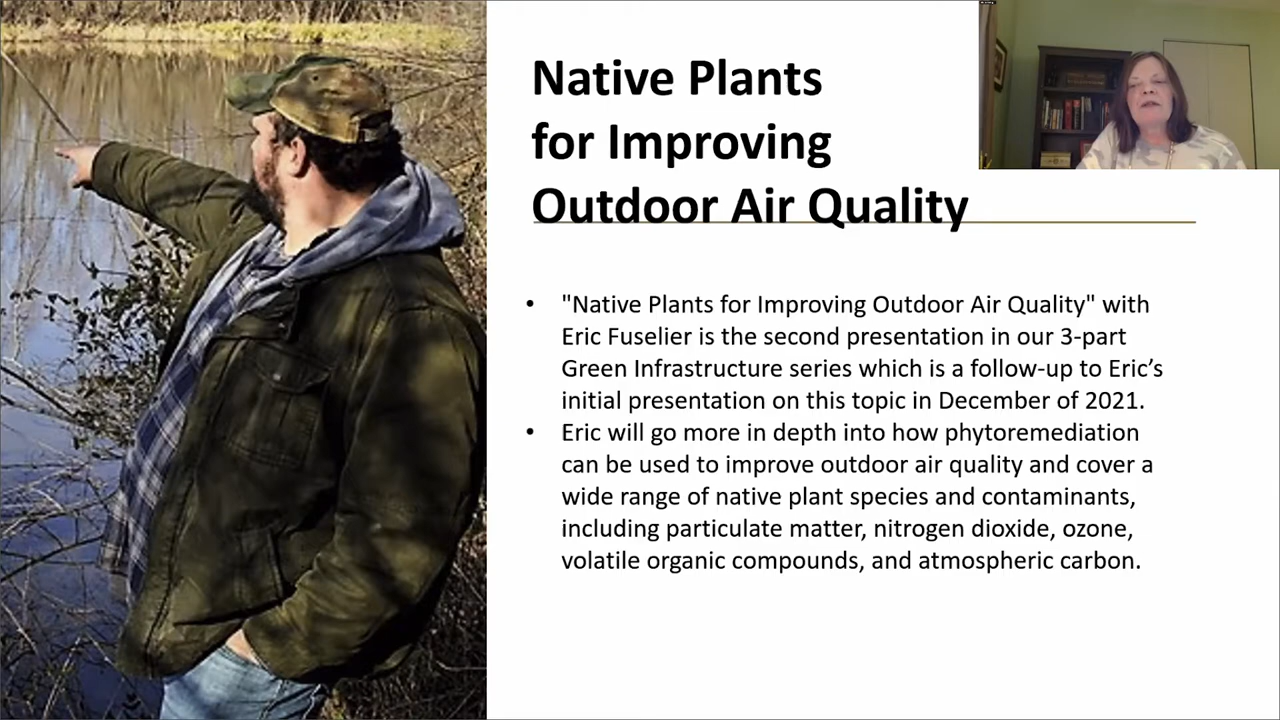 Native Plants
for Improving
Outdoor Air Quality
• "Native Plants for Improving Outdoor Air Quality" with
Eric Fuselier is the second presentation in our 3-part
Green Infrastructure series which is a follow-up to Eric’s
initial presentation on this topic in December of 2021.
• Eric will go more in depth into how phytoremediation
can be used to improve outdoor air quality and cover a
wide range of native plant species and contaminants,
including particulate matter, nitrogen dioxide, ozone,
volatile organic compounds, and atmospheric carbon.